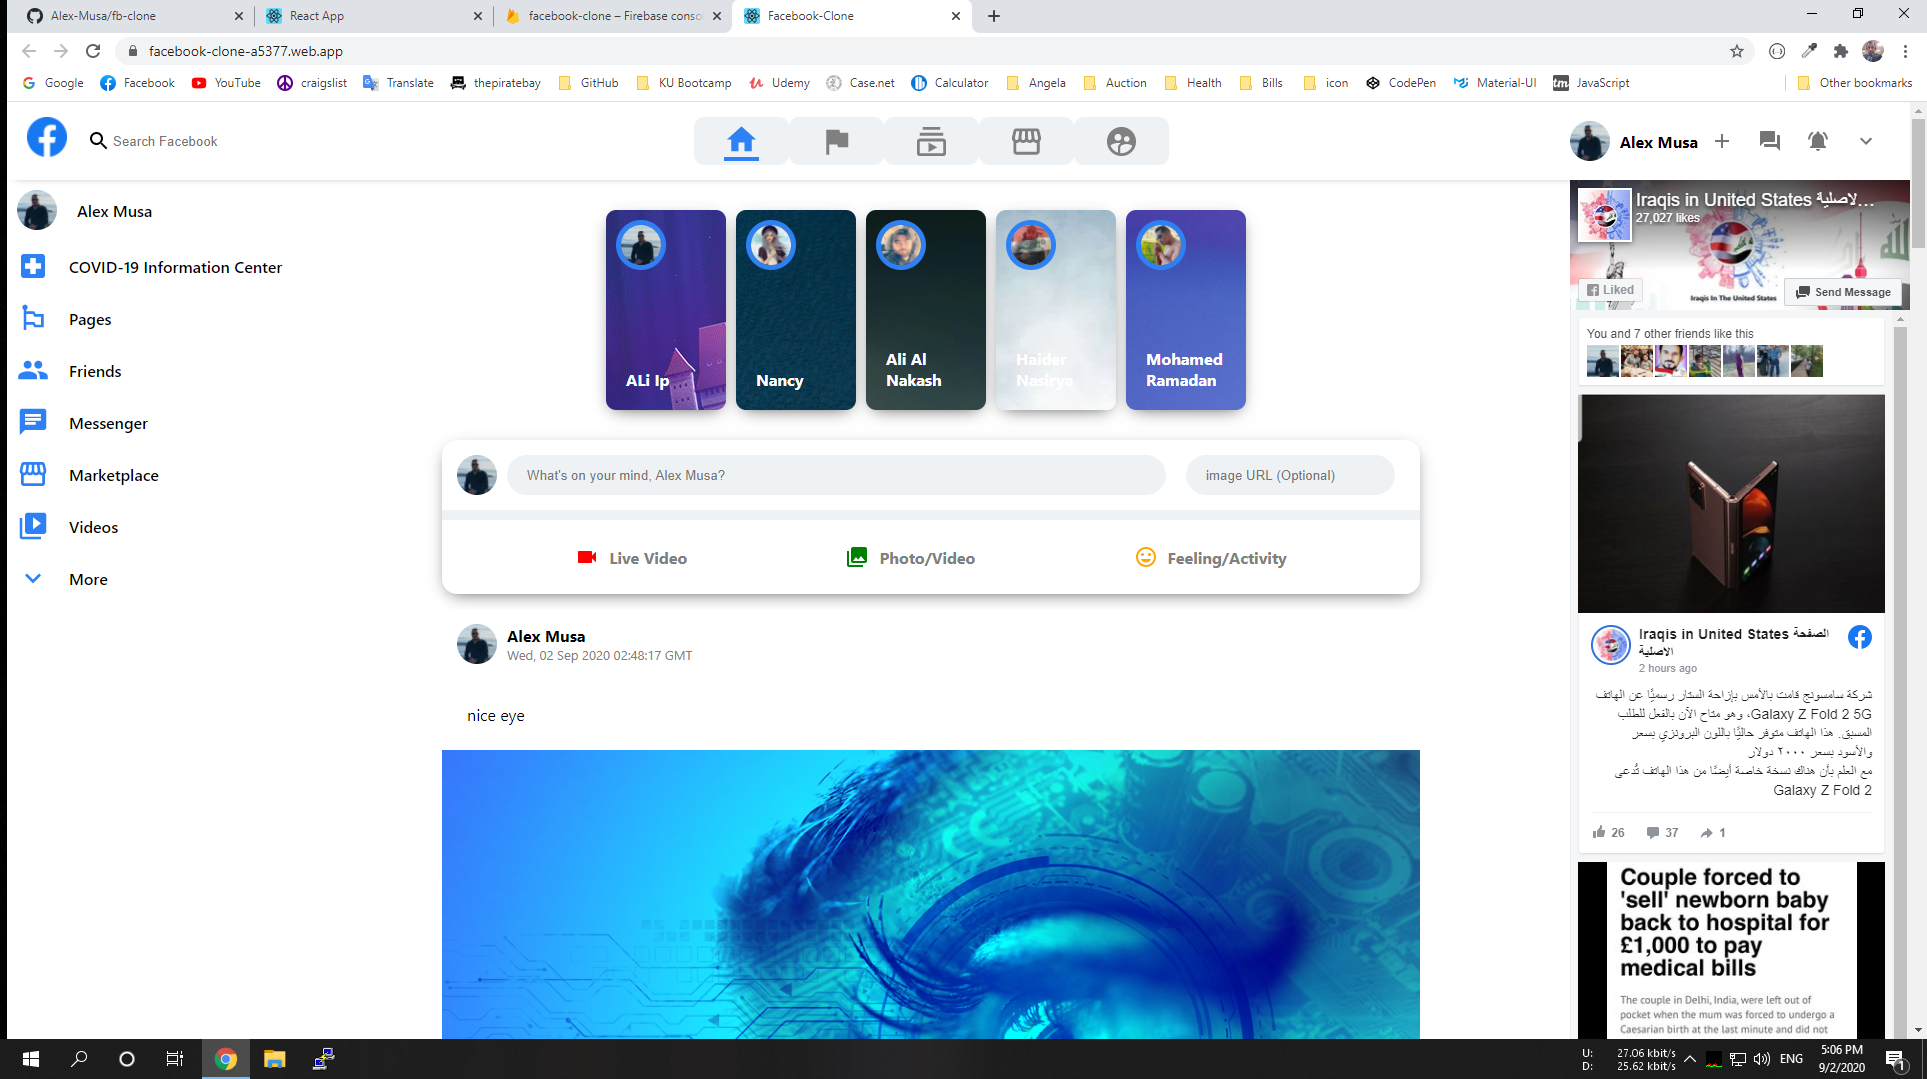 Alex-Musa/fb-clone
React App
facebook-clone – Firebase conso
Facebook-Clone
facebook-clone-a5377.web.app
Google
Facebook
YouTube
craigslist
Translate
thepiratebay
GitHub
KU Bootcamp
Udemy
Case.net
Calculator
Angela
Auction
Health
Bills
icon
CodePen
Material-UI
tm
JavaScript
Other bookmarks
Search Facebook
Alex Musa
Alex Musa
COVID-19 Information Center
Pages
Friends
Messenger
Marketplace
Videos
More
ALi Ip
Nancy
Ali Al
Nakash
Haider
Nasirya
Mohamed
Ramadan
What's on your mind, Alex Musa?
image URL (Optional)
Live Video
Photo/Video
Feeling/Activity
Alex Musa
Wed, 02 Sep 2020 02:48:17 GMT
nice eye
Iraqis in United States الاصلية...
27,027 likes
Iraqis In The United States
Liked
Send Message
You and 7 other friends like this
Iraqis in United States الصفحة
الاصلية
2 hours ago
شركة سامسونج قامت بالأمس بإزاحة الستار رسميًّا عن الهاتف
Galaxy Z Fold 2 5G، وهو متاح الآن بالفعل للطلب
المسبق. هذا الهاتف متوفر حاليًّا باللون البرونزي بسعر
والأسود بسعر ٢٠٠٠ دولار
مع العلم بأن هناك نسخة خاصة أيضًا من هذا الهاتف تُدعى
Galaxy Z Fold 2
26
37
1
Couple forced to
'sell' newborn baby
back to hospital for
£1,000 to pay
medical bills
The couple in Delhi, India, were left out of
pocket when the mum was forced to undergo a
Caesarian birth at the last minute and did not
U: 27.06 kbit/s
D: 25.62 kbit/s
ENG
5:06 PM
9/2/2020
1